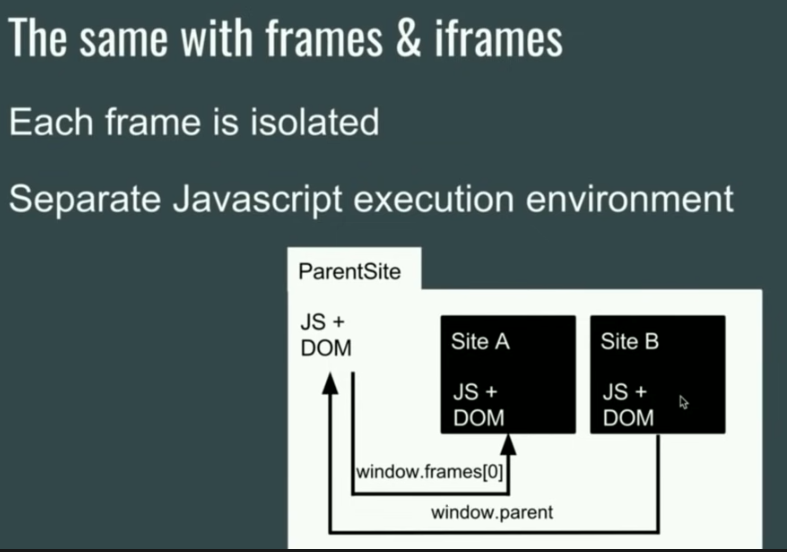 The same with frames & iframes
Each frame is isolated
Separate Javascript execution environment
ParentSite
JS +
DOM
Site A
JS +
DOM
Site B
JS +
DOM
window.frames[0]
window.parent